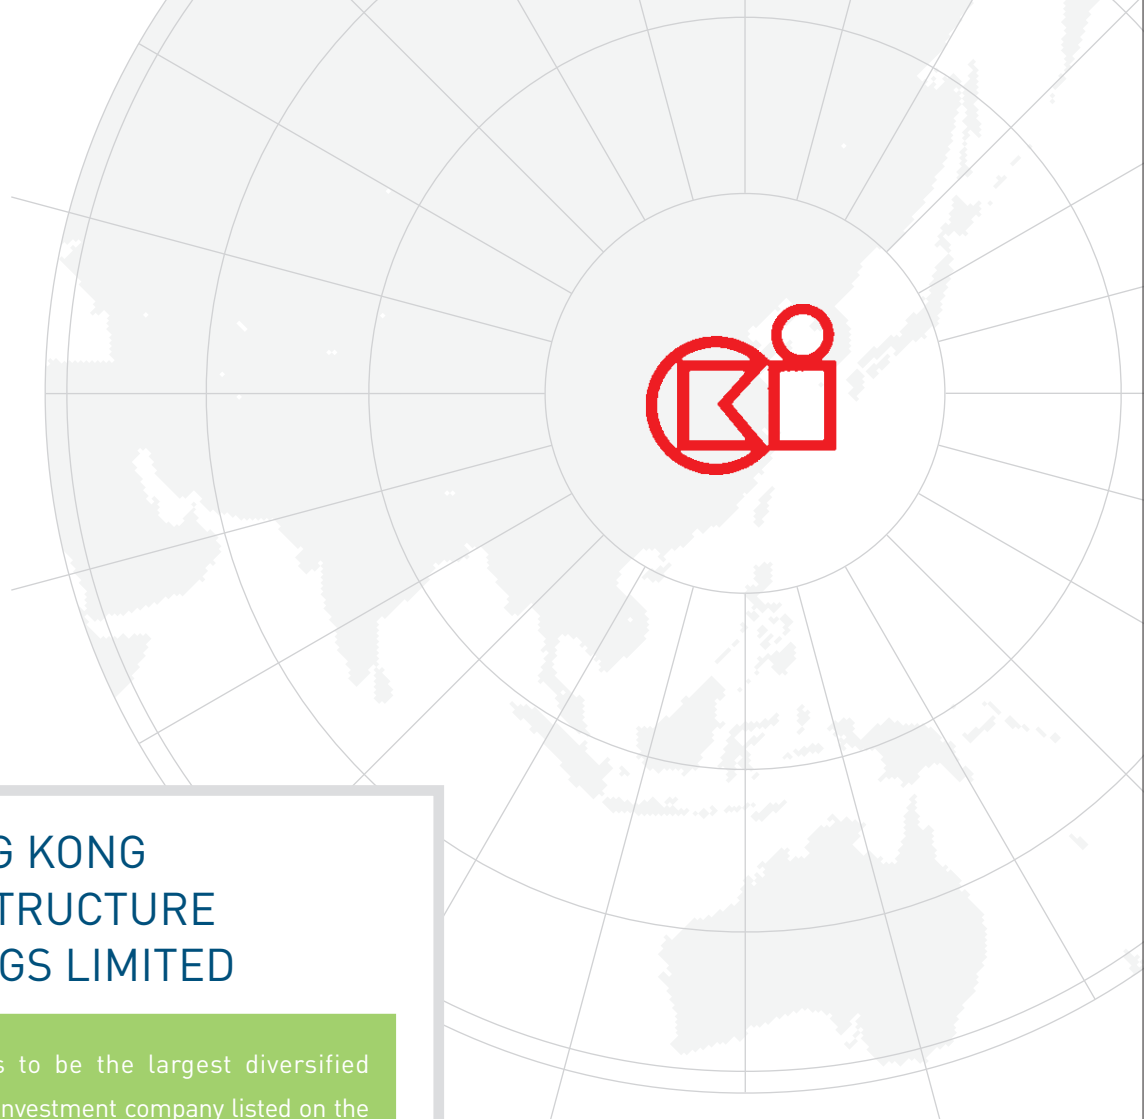 G KONG
TRUCTURE
GS LIMITED
s to be the largest diversified
nvestment company listed on the